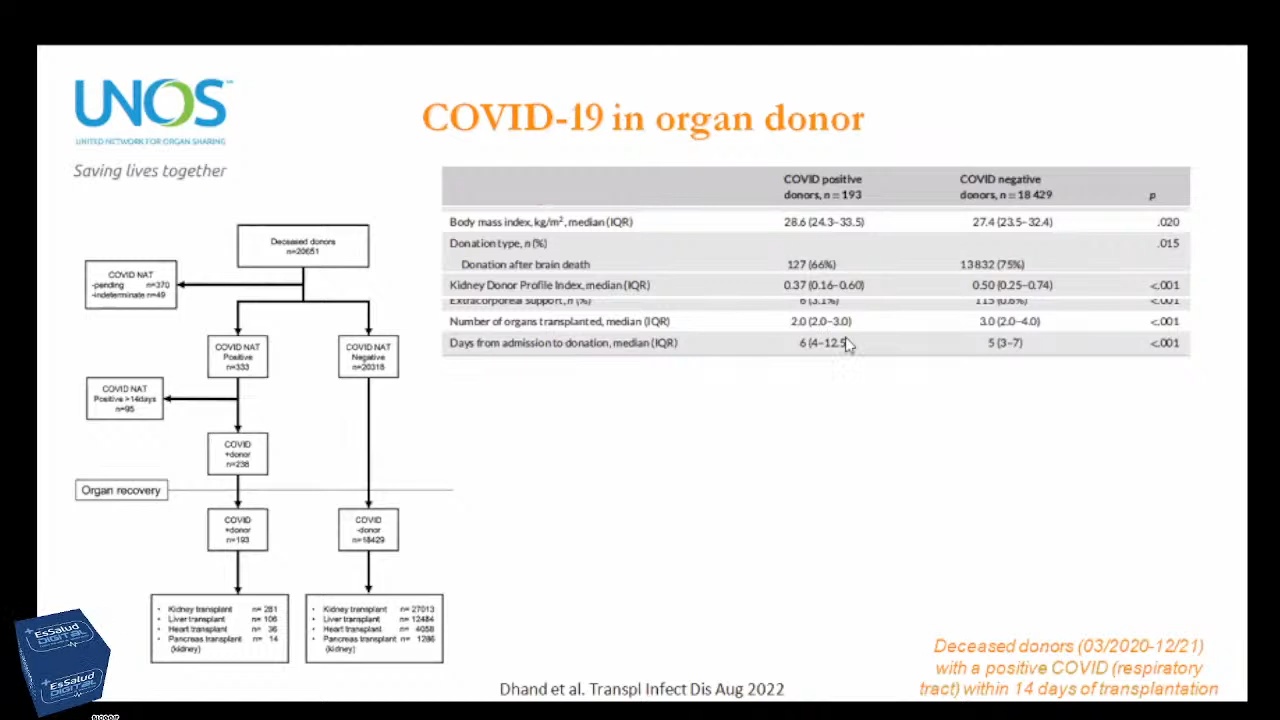 UNOS™
UNITED NETWORK FOR ORGAN SHARING
Saving lives together
COVID-19 in organ donor
COVID positive donors, n = 193
COVID negative donors, n = 18 429
p
Body mass index, kg/m², median (IQR) 28.6 (24.3–33.5) 27.4 (23.5–32.4) .020
Donation type, n (%) .015
Donation after brain death 127 (66%) 13 832 (75%)
Kidney Donor Profile Index, median (IQR) 0.37 (0.16–0.60) 0.50 (0.25–0.74) <.001
Extracorporeal support, n (%) 6 (3.1%) 115 (0.6%) <.001
Number of organs transplanted, median (IQR) 2.0 (2.0–3.0) 3.0 (2.0–4.0) <.001
Days from admission to donation, median (IQR) 6 (4–12.5 5 (3–7) <.001
Deceased donors
n=20651
COVID NAT
-pending n=370
-indeterminate n=49
COVID NAT
Positive
n=333
COVID NAT
Negative
n=20318
COVID NAT
Positive >14days
n=95
COVID
+donor
n=238
Organ recovery
COVID
+donor
n=193
COVID
-donor
n=18429
• Kidney transplant n= 281
• Liver transplant n= 106
• Heart transplant n= 36
• Pancreas transplant n= 14
(kidney)
• Kidney transplant n= 27013
• Liver transplant n= 12484
• Heart transplant n= 4058
• Pancreas transplant n= 1286
(kidney)
Deceased donors (03/2020-12/21)
with a positive COVID (respiratory
tract) within 14 days of transplantation
Dhand et al. Transpl Infect Dis Aug 2022
EsSalud
DIGITAL
EsSalud
DIGITAL